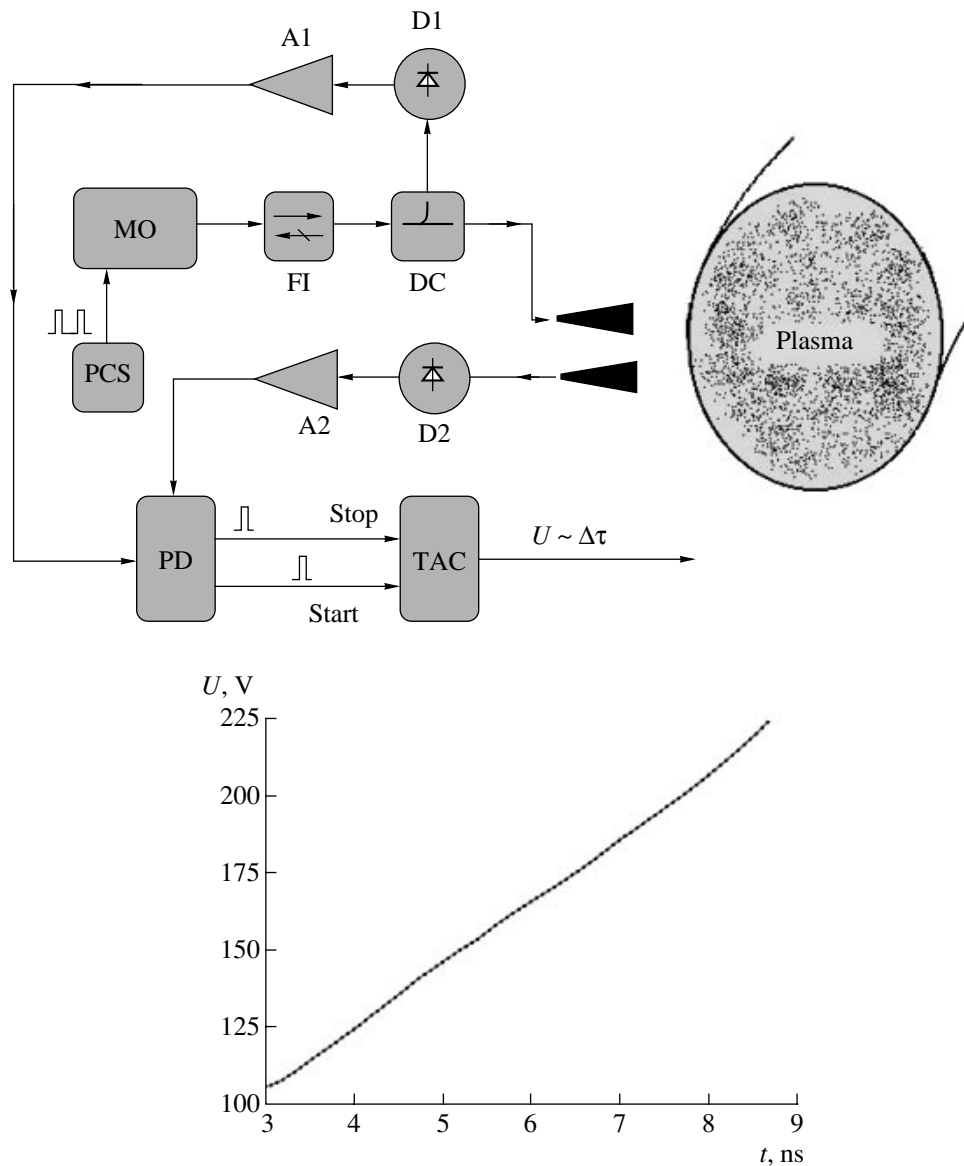 D1
A1
MO
FI
DC
PCS
Plasma
A2
D2
PD
Stop
TAC
U ~ Δτ
Start
U, V
225
200
175
150
125
100
3 4 5 6 7 8 9
t, ns